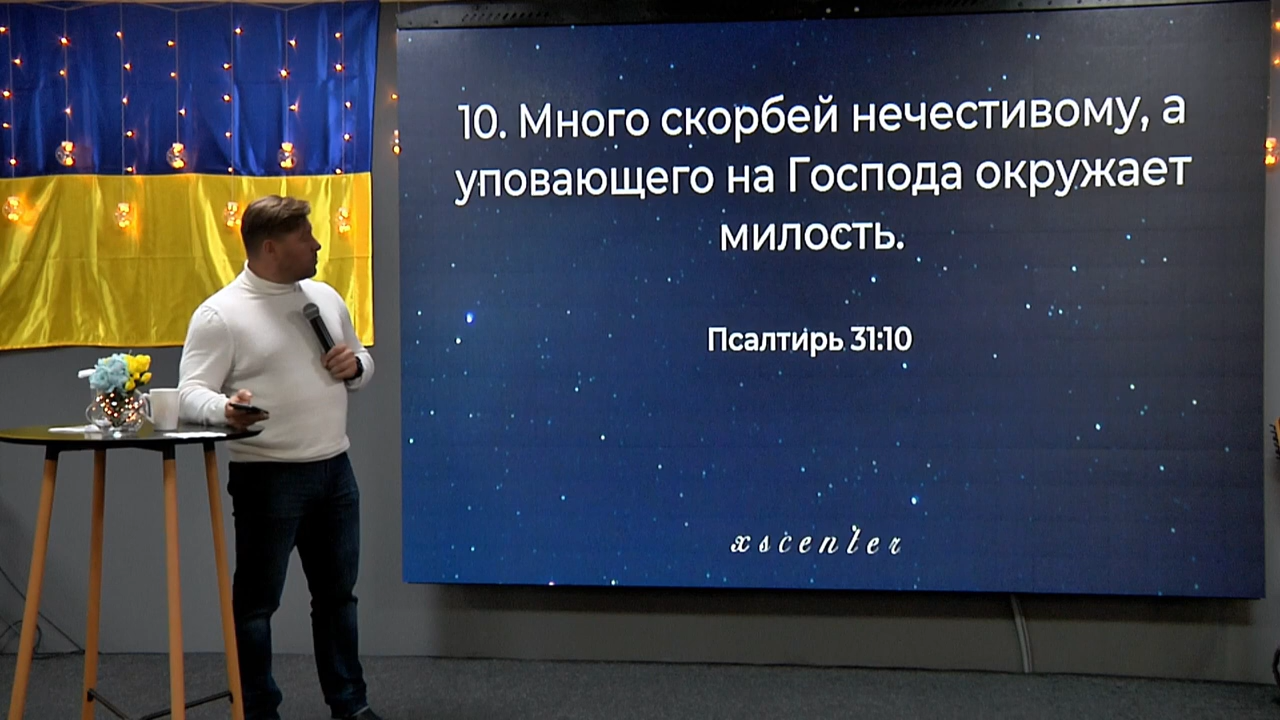 10. Много скорбей нечестивому, а
уповающего на Господа окружает
милость.
Псалтирь 31:10
xscenter